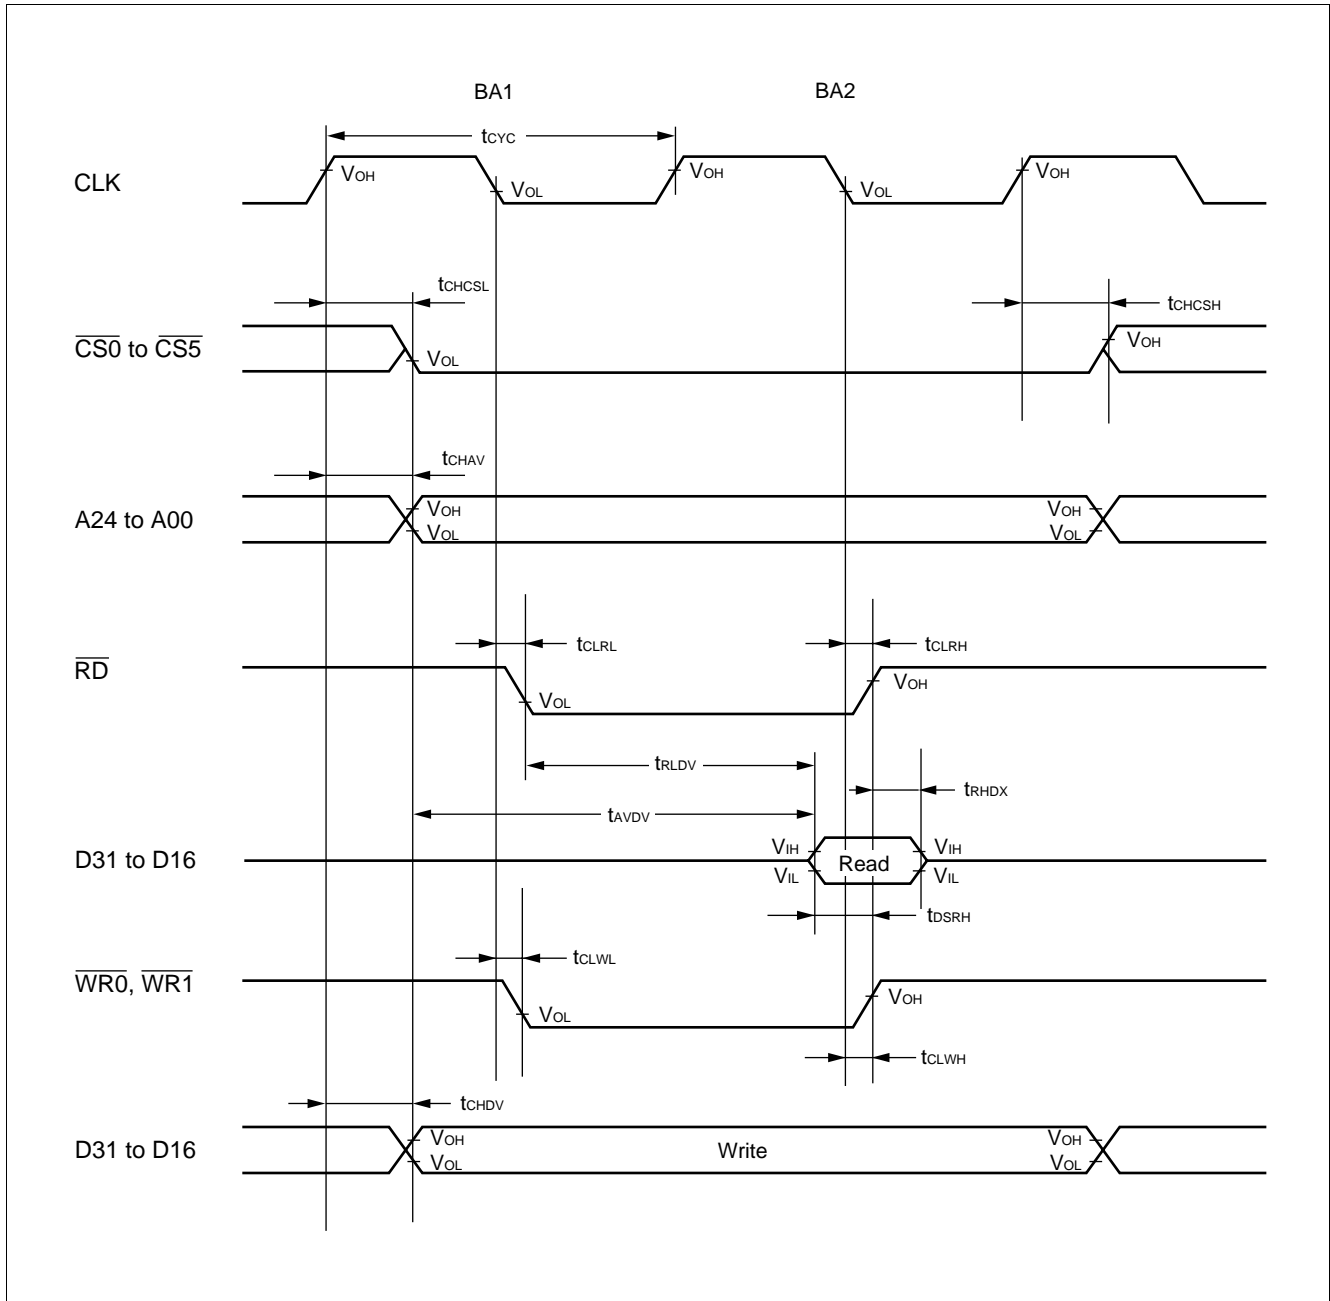 BA1 BA2
tCYC
CLK VOH VOL VOH VOL VOH
tCHCSL tCHCSH
CS0 to CS5 VOL VOH
tCHAV
A24 to A00 VOH VOH
VOL VOL
tCLRL tCLRH
RD VOL VOH
tRLDV
tRHDX
tAVDV
VIH VIH
D31 to D16 Read
VIL VIL
tDSRH
tCLWL
WR0, WR1 VOL VOH
tCLWH
tCHDV
VOH VOH
D31 to D16 Write
VOL VOL